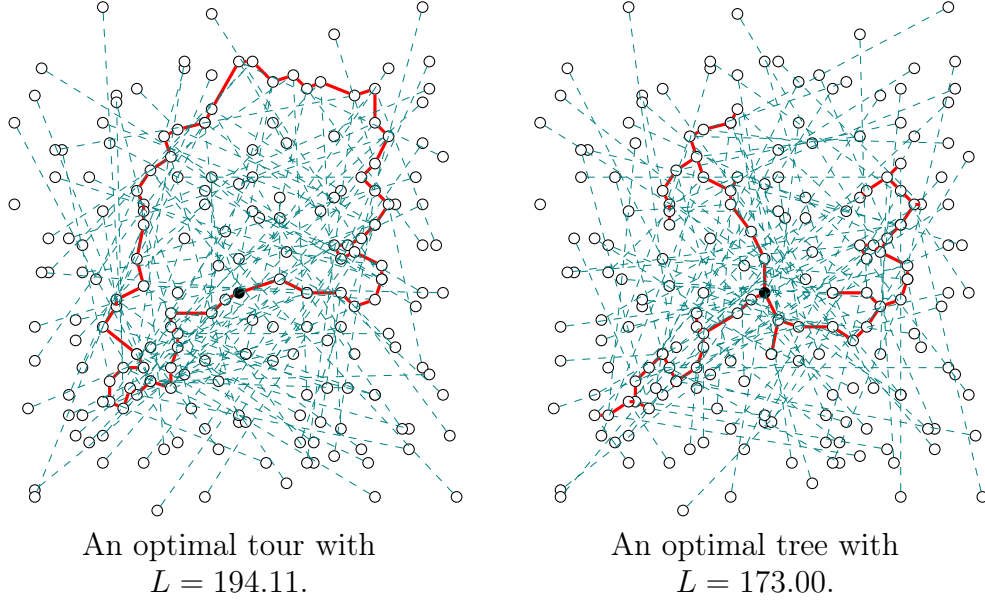 An optimal tour with
L = 194.11.
An optimal tree with
L = 173.00.